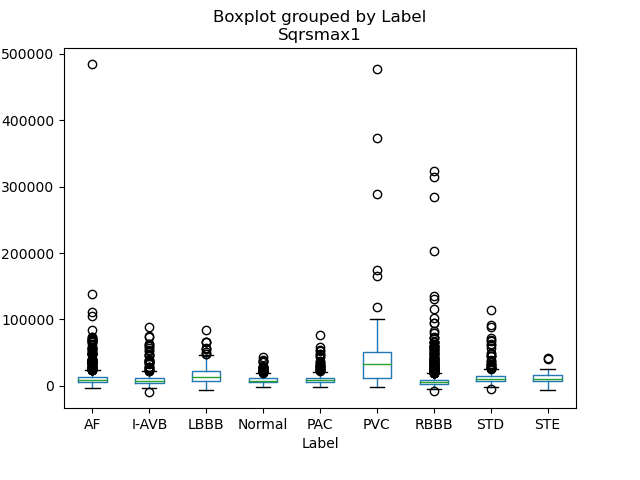 Boxplot grouped by Label
Sqrsmax1
500000
400000
300000
200000
100000
0
AF I-AVB LBBB Normal PAC PVC RBBB STD STE
Label